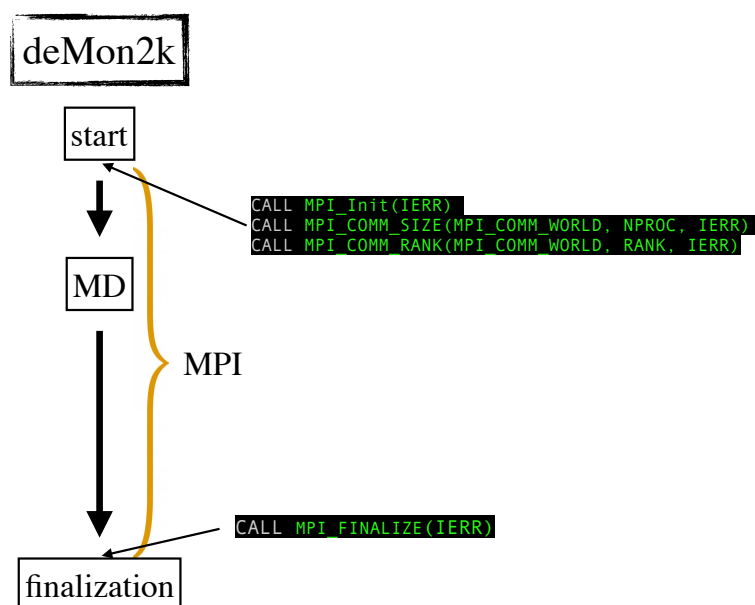 deMon2k
start
CALL MPI_Init(IERR)
CALL MPI_COMM_SIZE(MPI_COMM_WORLD, NPROC, IERR)
CALL MPI_COMM_RANK(MPI_COMM_WORLD, RANK, IERR)
MD
MPI
CALL MPI_FINALIZE(IERR)
finalization